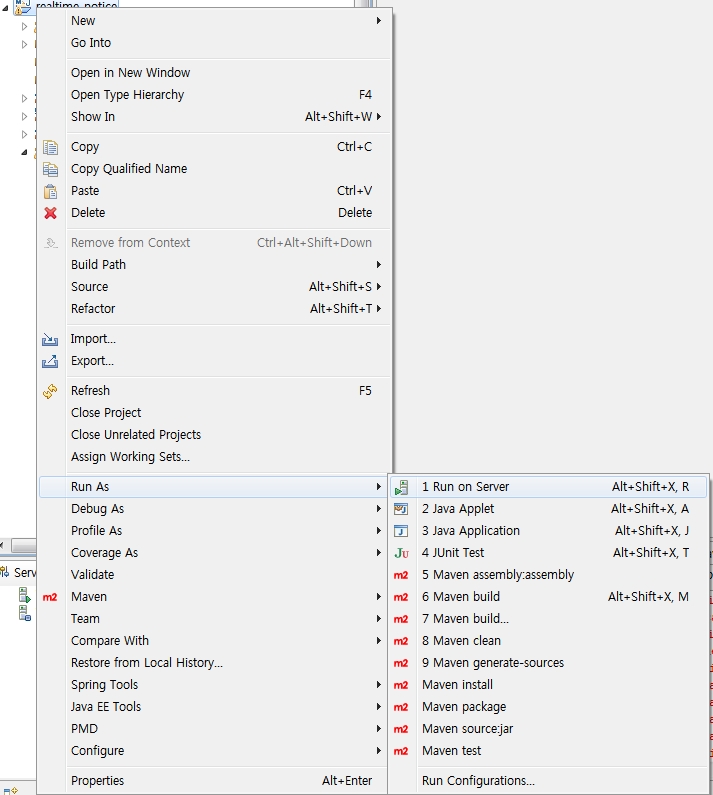 realtime_notice
New
Go Into
Open in New Window
Open Type Hierarchy F4
Show In Alt+Shift+W
Copy Ctrl+C
Copy Qualified Name
Paste Ctrl+V
Delete Delete
Remove from Context Ctrl+Alt+Shift+Down
Build Path
Source Alt+Shift+S
Refactor Alt+Shift+T
Import...
Export...
Refresh F5
Close Project
Close Unrelated Projects
Assign Working Sets...
Run As
Debug As
Profile As
Coverage As
Validate
m2 Maven
Team
Compare With
Restore from Local History...
Spring Tools
Java EE Tools
PMD
Configure
Properties Alt+Enter
1 Run on Server Alt+Shift+X, R
2 Java Applet Alt+Shift+X, A
3 Java Application Alt+Shift+X, J
Ju 4 JUnit Test Alt+Shift+X, T
m2 5 Maven assembly:assembly
m2 6 Maven build Alt+Shift+X, M
m2 7 Maven build...
m2 8 Maven clean
m2 9 Maven generate-sources
m2 Maven install
m2 Maven package
m2 Maven source:jar
m2 Maven test
Run Configurations...
Serv